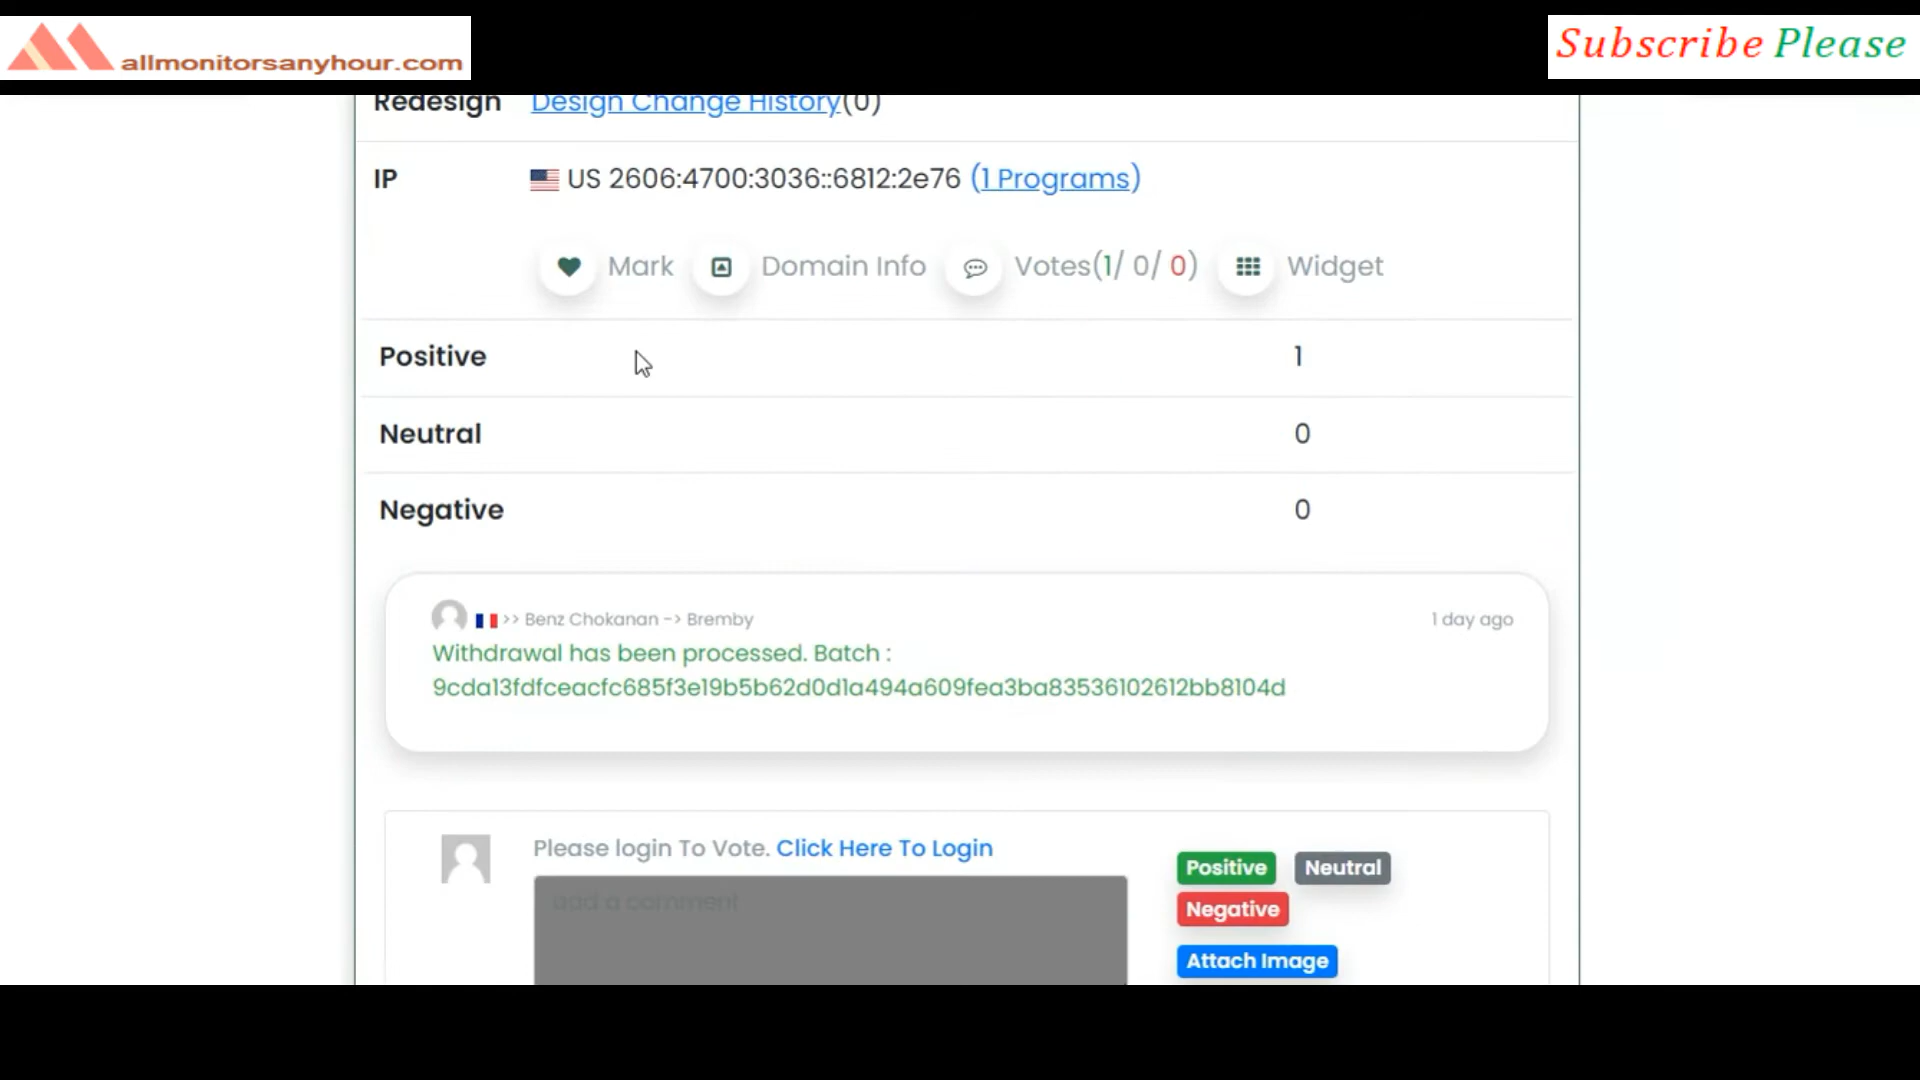 allmonitorsanyhour.com
Subscribe Please
Redesign Design Change History(0)
IP US 2606:4700:3036::6812:2e76 (1 Programs)
Mark Domain Info Votes(1/ 0/ 0) Widget
Positive 1
Neutral 0
Negative 0
>> Benz Chokanan -> Bremby 1 day ago
Withdrawal has been processed. Batch :
9cda13fdfceacfc685f3e19b5b62d0d1a494a609fea3ba83536102612bb8104d
Please login To Vote. Click Here To Login
Positive Neutral
add a comment
Negative
Attach Image